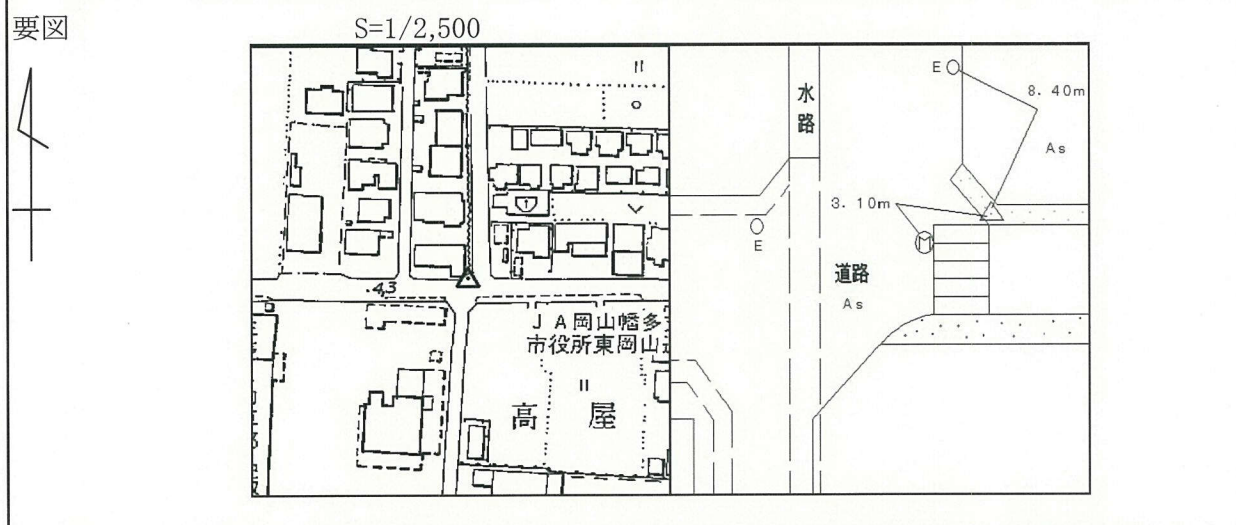 要図
S=1/2,500
.4.3
JA岡山幡多
市役所東岡山
高屋
水路
E
8.40m
As
3.10m
E
M
道路
As